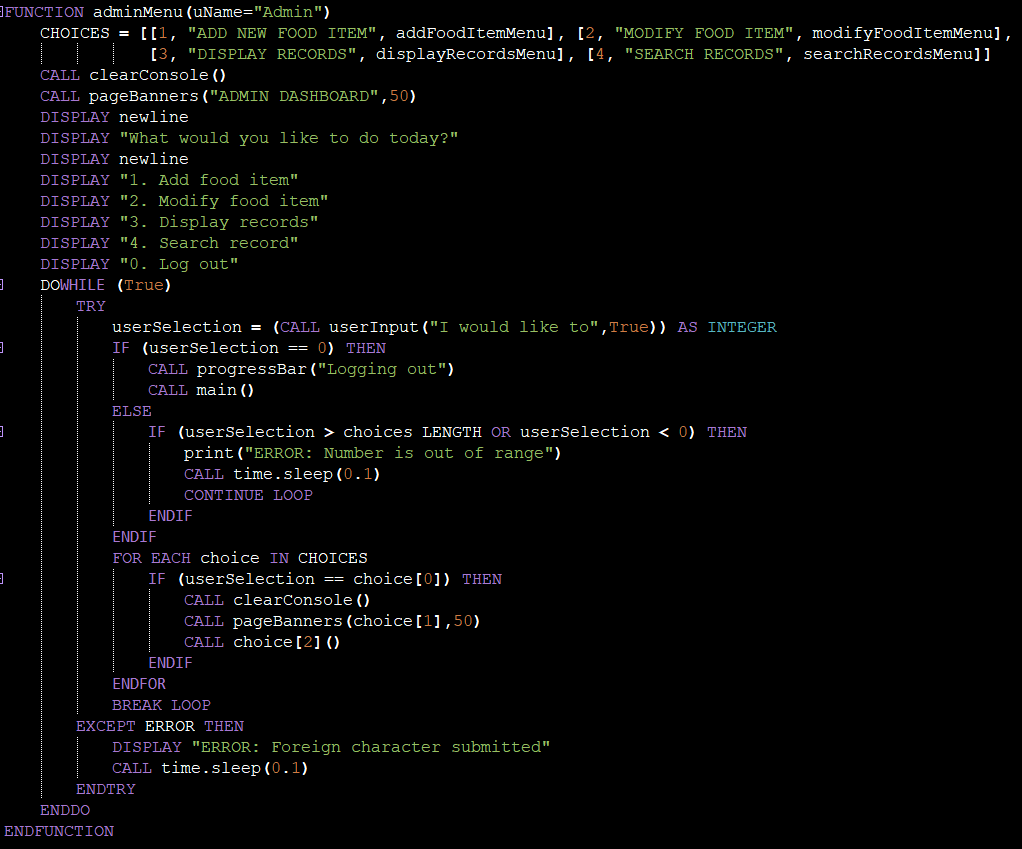 FUNCTION adminMenu(uName="Admin")
CHOICES = [[1, "ADD NEW FOOD ITEM", addFoodItemMenu], [2, "MODIFY FOOD ITEM", modifyFoodItemMenu],
[3, "DISPLAY RECORDS", displayRecordsMenu], [4, "SEARCH RECORDS", searchRecordsMenu]]
CALL clearConsole()
CALL pageBanners("ADMIN DASHBOARD",50)
DISPLAY newline
DISPLAY "What would you like to do today?"
DISPLAY newline
DISPLAY "1. Add food item"
DISPLAY "2. Modify food item"
DISPLAY "3. Display records"
DISPLAY "4. Search record"
DISPLAY "0. Log out"
DOWHILE (True)
TRY
userSelection = (CALL userInput("I would like to",True)) AS INTEGER
IF (userSelection == 0) THEN
CALL progressBar("Logging out")
CALL main()
ELSE
IF (userSelection > choices LENGTH OR userSelection < 0) THEN
print("ERROR: Number is out of range")
CALL time.sleep(0.1)
CONTINUE LOOP
ENDIF
ENDIF
FOR EACH choice IN CHOICES
IF (userSelection == choice[0]) THEN
CALL clearConsole()
CALL pageBanners(choice[1],50)
CALL choice[2]()
ENDIF
ENDFOR
BREAK LOOP
EXCEPT ERROR THEN
DISPLAY "ERROR: Foreign character submitted"
CALL time.sleep(0.1)
ENDTRY
ENDDO
ENDFUNCTION